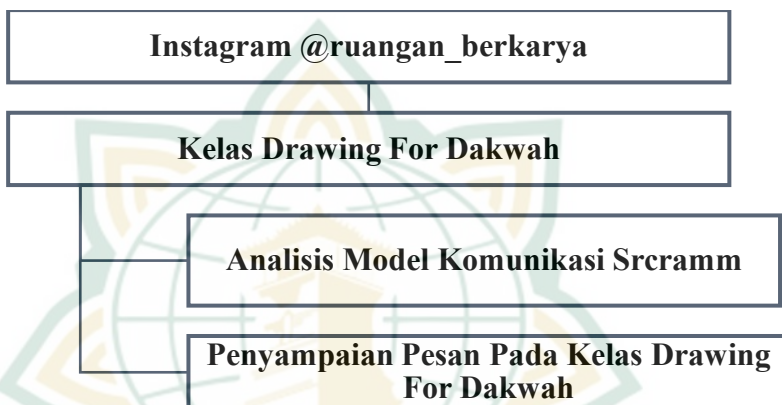 Instagram @ruangan_berkarya
Kelas Drawing For Dakwah
Analisis Model Komunikasi Srcramm
Penyampaian Pesan Pada Kelas Drawing
For Dakwah